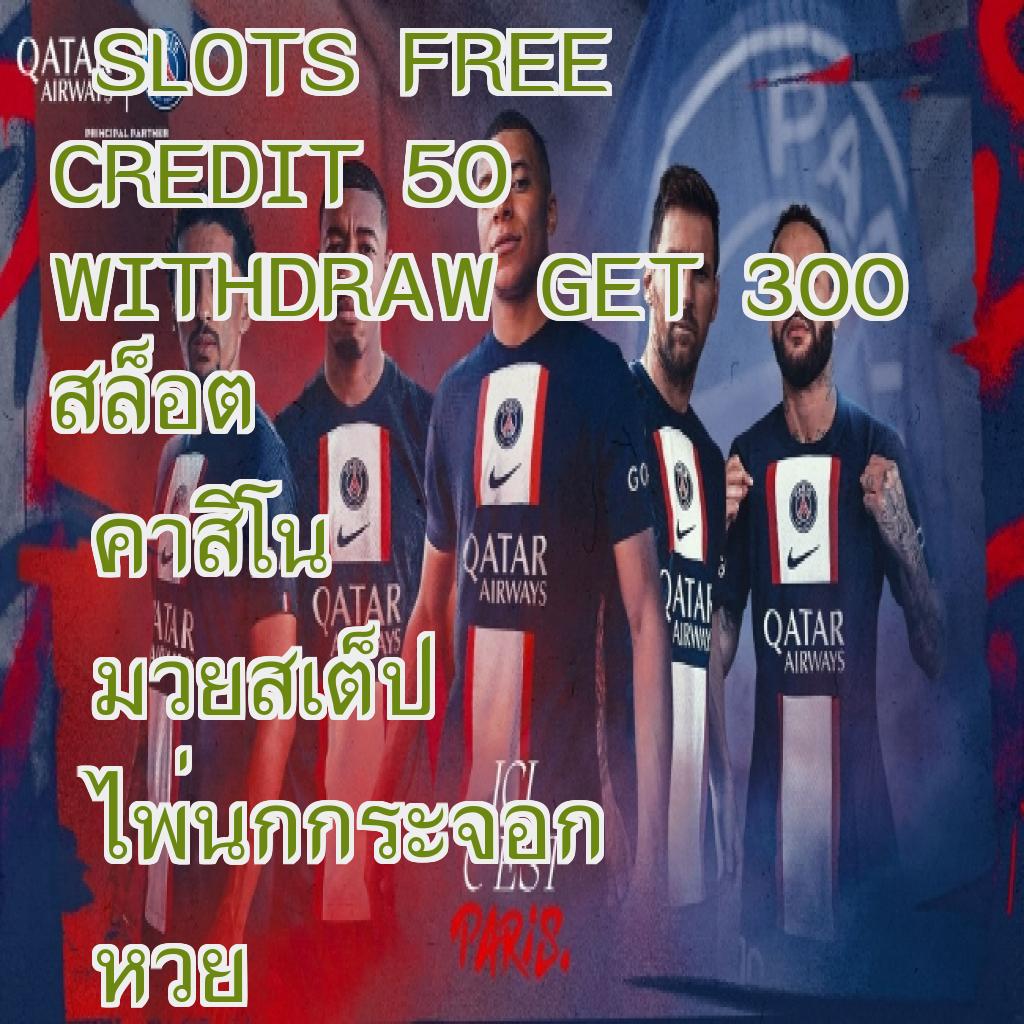 QATAR
AIRWAYS
PRINCIPAL PARTNER
SLOTS FREE
CREDIT 50
WITHDRAW GET 300
สล็อต
คาสิโน
มวยสเต็ป
ไพ่นกกระจอก
หวย
PARIS
GO
QATAR
AIRWAYS
QATAR
AIRWAYS
QATAR
AIRWAYS
QATAR
AIRWAYS
ICI
C'EST
PARIS.